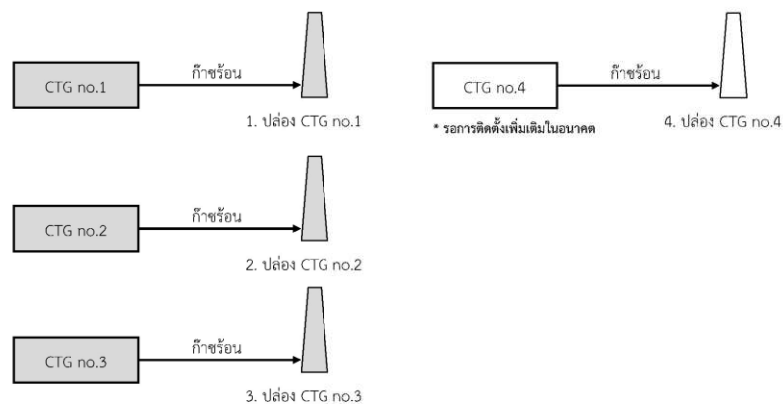 CTG no.1
ก๊าซร้อน
1. ปล่อง CTG no.1
CTG no.2
ก๊าซร้อน
2. ปล่อง CTG no.2
CTG no.3
ก๊าซร้อน
3. ปล่อง CTG no.3
CTG no.4
ก๊าซร้อน
* รอการติดตั้งเพิ่มเติมในอนาคต
4. ปล่อง CTG no.4